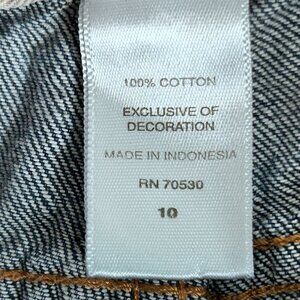 100% COTTON
EXCLUSIVE OF
DECORATION
MADE IN INDONESIA
RN 70530
10